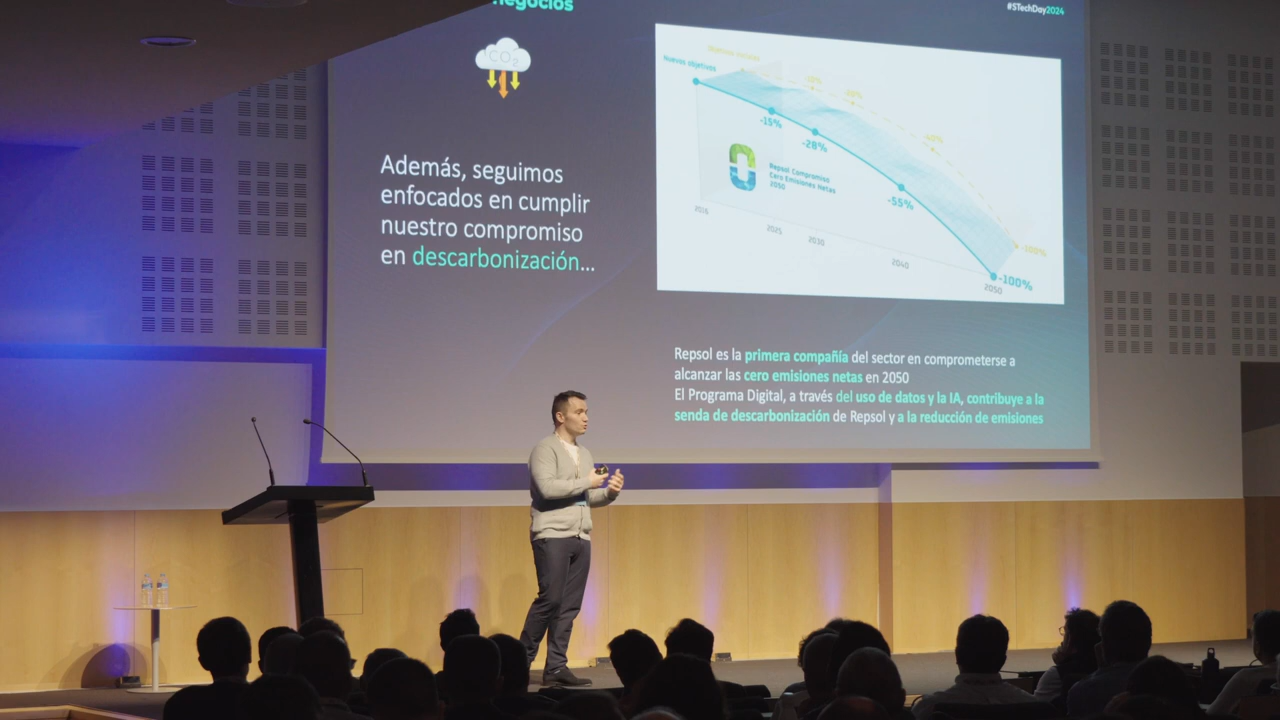 negocios
#STechDay2024
CO2
Además, seguimos
enfocados en cumplir
nuestro compromiso
en descarbonización...
Nuevos objetivos
-15%
-28%
-55%
-100%
-100%
Repsol Compromiso
Cero Emisiones Netas
2050
2016
2025
2030
2040
2050
Repsol es la primera compañía del sector en comprometerse a
alcanzar las cero emisiones netas en 2050
El Programa Digital, a través del uso de datos y la IA, contribuye a la
senda de descarbonización de Repsol y a la reducción de emisiones